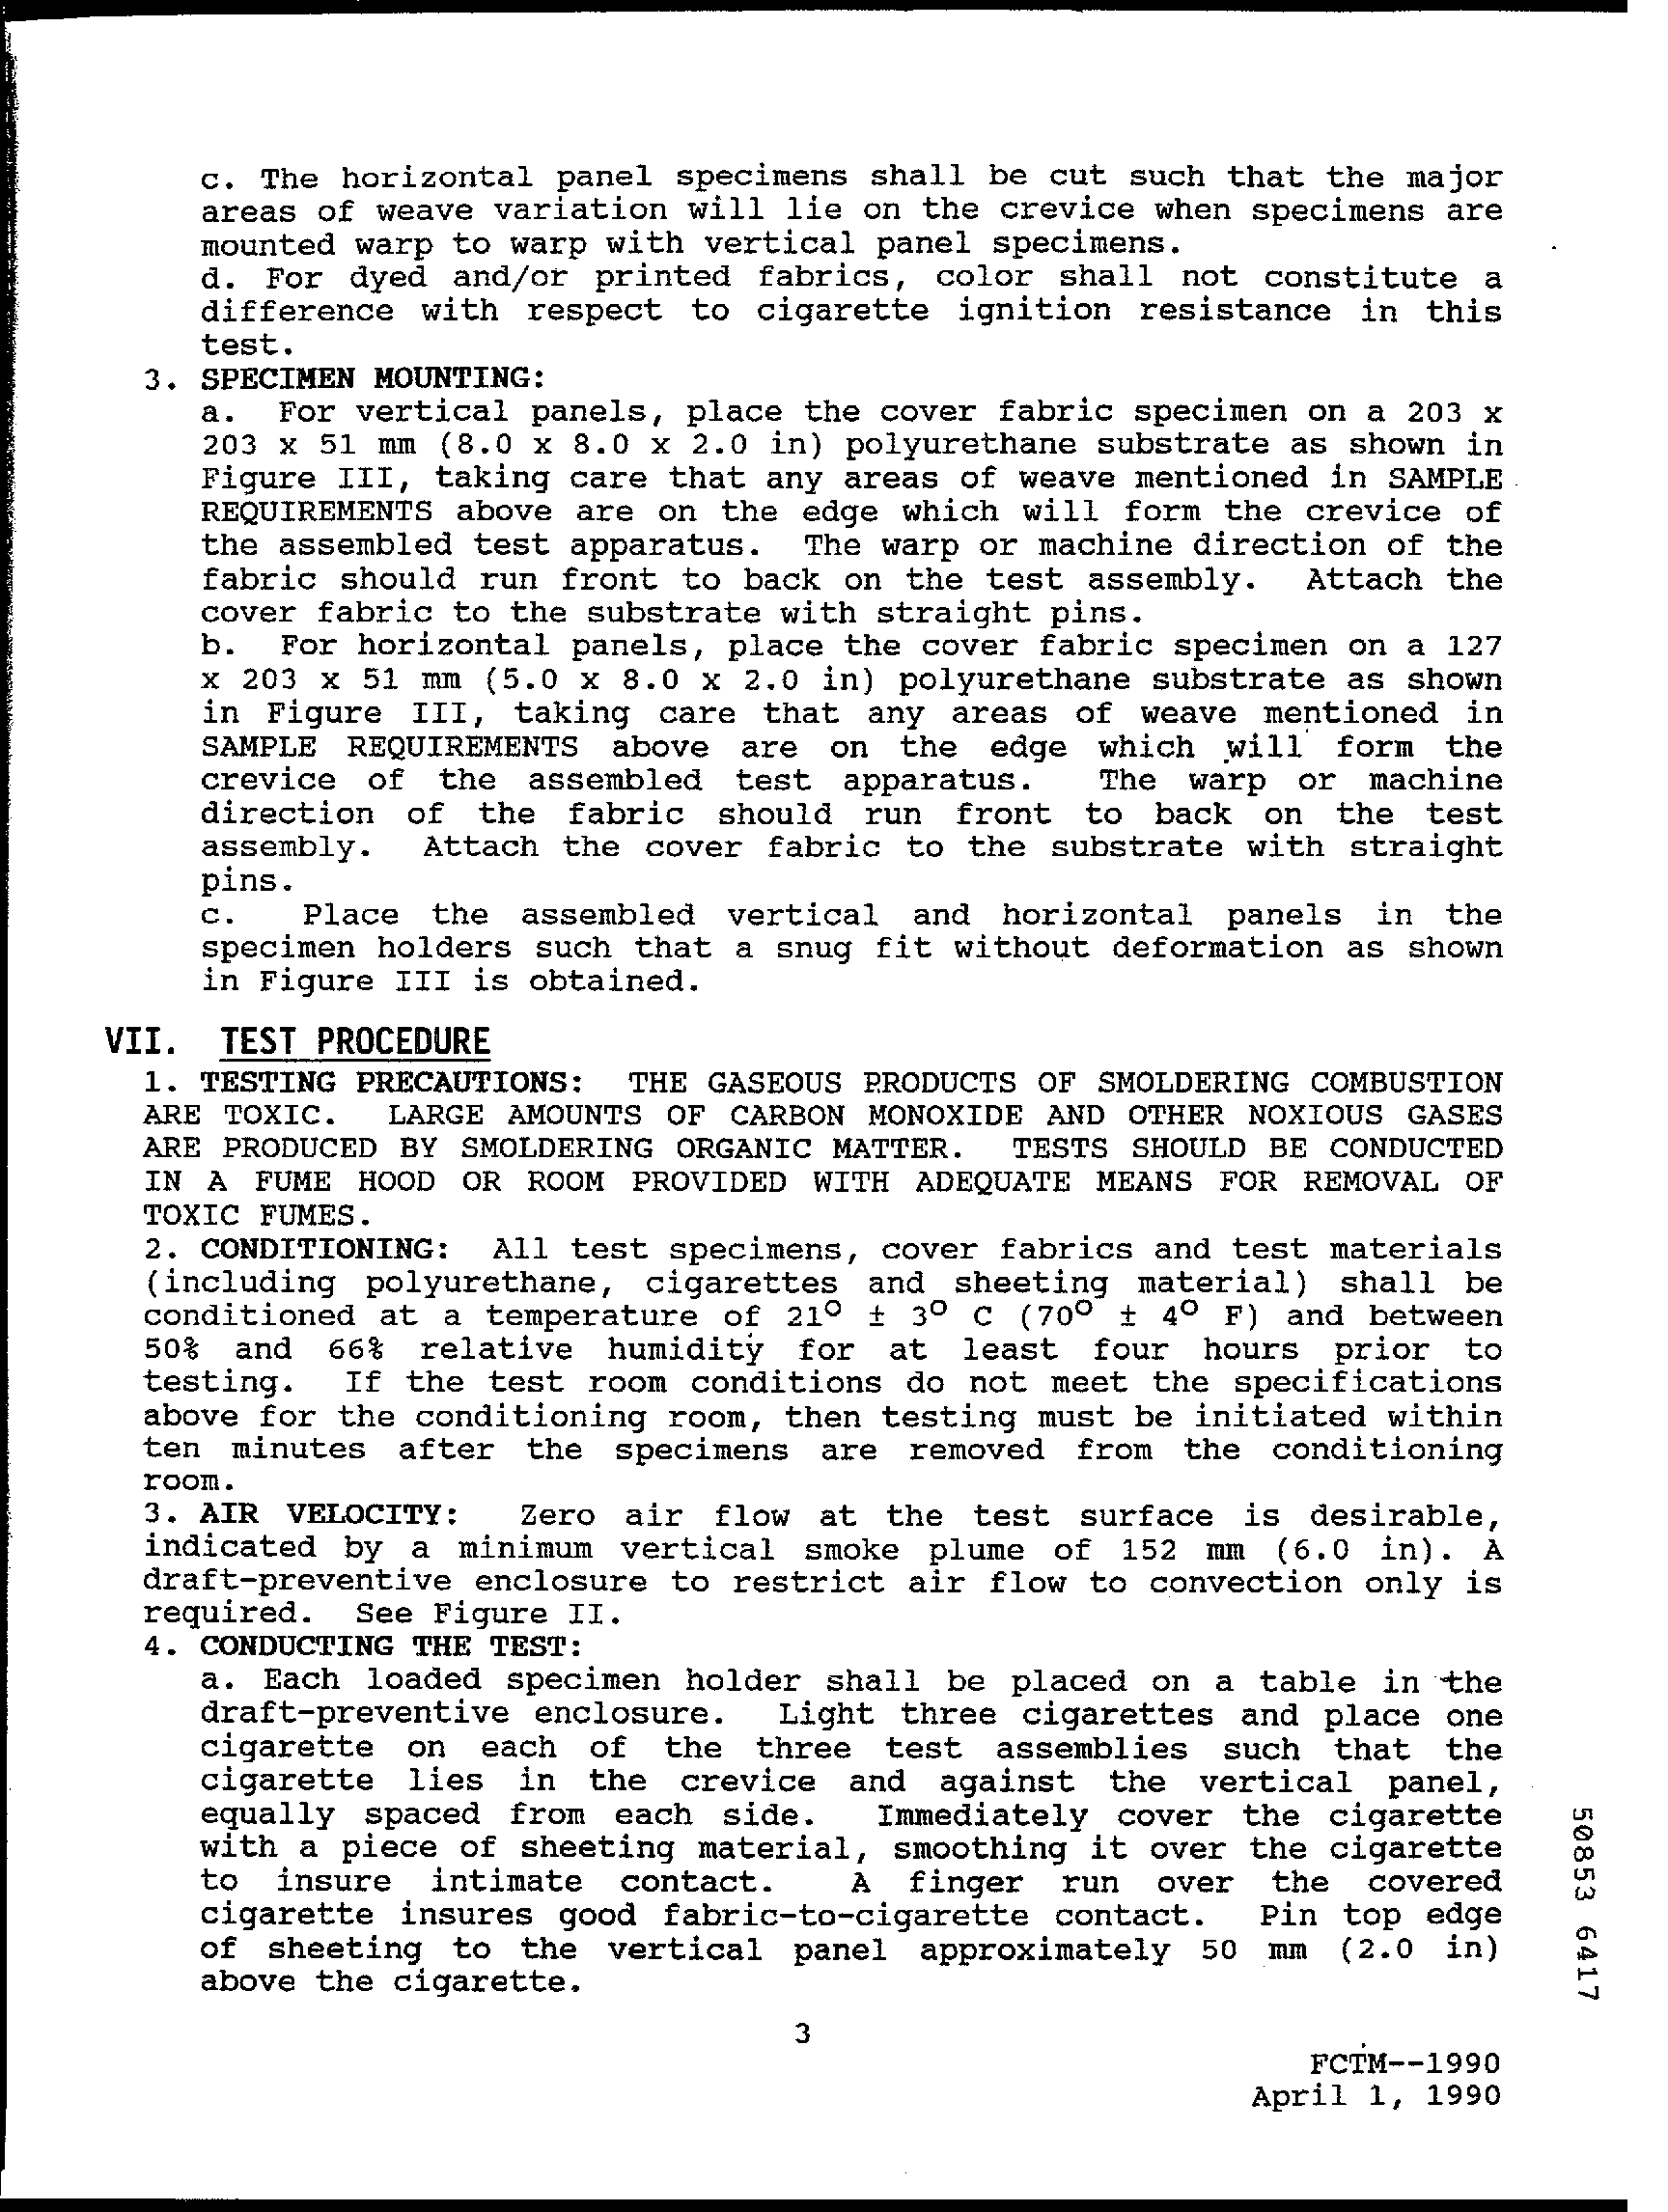 c. The horizontal panel specimens shall be cut such that the major
areas of weave variation will lie on the crevice when specimens are
mounted warp to warp with vertical panel specimens.
d. For dyed and/or printed fabrics, color shall not constitute a
difference with respect to cigarette ignition resistance in this
test.
3. SPECIMEN MOUNTING:
a. For vertical panels, place the cover fabric specimen on a 203 x
203 x 51 mm (8.0 x 8.0 x 2.0 in) polyurethane substrate as shown in
Figure III, taking care that any areas of weave mentioned in SAMPLE
REQUIREMENTS above are on the edge which will form the crevice of
the assembled test apparatus. The warp or machine direction of the
fabric should run front to back on the test assembly. Attach the
cover fabric to the substrate with straight pins.
b. For horizontal panels, place the cover fabric specimen on a 127
x 203 x 51 mm (5.0 x 8.0 x 2.0 in) polyurethane substrate as shown
in Figure III, taking care that any areas of weave mentioned in
SAMPLE REQUIREMENTS above are on the edge which will form the
crevice of the assembled test apparatus. The warp or machine
direction of the fabric should run front to back on the test
assembly. Attach the cover fabric to the substrate with straight
pins.
c. Place the assembled vertical and horizontal panels in the
specimen holders such that a snug fit without deformation as shown
in Figure III is obtained.
VII. TEST PROCEDURE
1. TESTING PRECAUTIONS: THE GASEOUS PRODUCTS OF SMOLDERING COMBUSTION
ARE TOXIC. LARGE AMOUNTS OF CARBON MONOXIDE AND OTHER NOXIOUS GASES
ARE PRODUCED BY SMOLDERING ORGANIC MATTER. TESTS SHOULD BE CONDUCTED
IN A FUME HOOD OR ROOM PROVIDED WITH ADEQUATE MEANS FOR REMOVAL OF
TOXIC FUMES.
2. CONDITIONING: All test specimens, cover fabrics and test materials
(including polyurethane, cigarettes and sheeting material) shall be
conditioned at a temperature of 21º ± 3º C (70º ± 4º F) and between
50% and 66% relative humidity for at least four hours prior to
testing. If the test room conditions do not meet the specifications
above for the conditioning room, then testing must be initiated within
ten minutes after the specimens are removed from the conditioning
room.
3. AIR VELOCITY: Zero air flow at the test surface is desirable,
indicated by a minimum vertical smoke plume of 152 mm (6.0 in). A
draft-preventive enclosure to restrict air flow to convection only is
required. See Figure II.
4. CONDUCTING THE TEST:
a. Each loaded specimen holder shall be placed on a table in the
draft-preventive enclosure. Light three cigarettes and place one
cigarette on each of the three test assemblies such that the
cigarette lies in the crevice and against the vertical panel,
equally spaced from each side. Immediately cover the cigarette
with a piece of sheeting material, smoothing it over the cigarette
to insure intimate contact. A finger run over the covered
cigarette insures good fabric-to-cigarette contact. Pin top edge
of sheeting to the vertical panel approximately 50 mm (2.0 in)
above the cigarette.
50853 6417
3
FCTM--1990
April 1, 1990